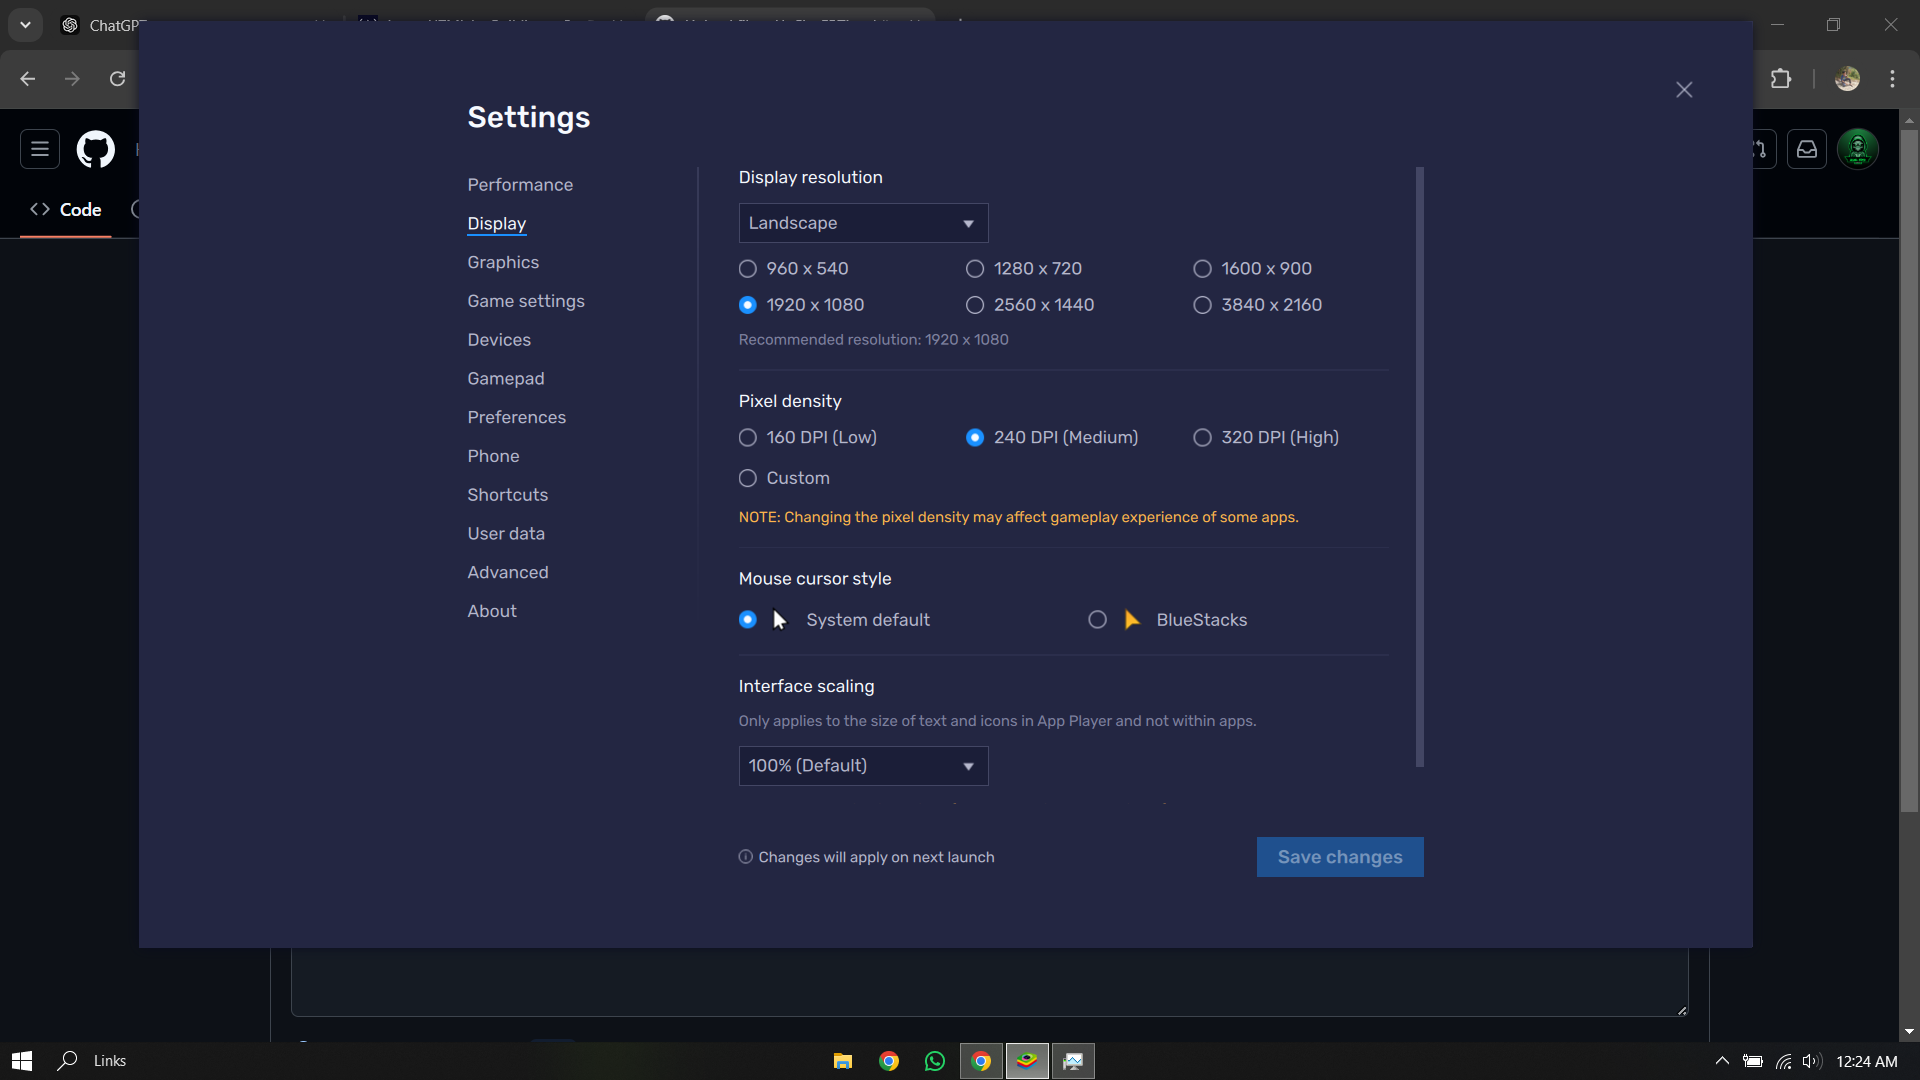 ChatGPT
Code
Settings
Performance
Display
Graphics
Game settings
Devices
Gamepad
Preferences
Phone
Shortcuts
User data
Advanced
About
Display resolution
Landscape
960 x 540
1280 x 720
1600 x 900
1920 x 1080
2560 x 1440
3840 x 2160
Recommended resolution: 1920 x 1080
Pixel density
160 DPI (Low)
240 DPI (Medium)
320 DPI (High)
Custom
NOTE: Changing the pixel density may affect gameplay experience of some apps.
Mouse cursor style
System default
BlueStacks
Interface scaling
Only applies to the size of text and icons in App Player and not within apps.
100% (Default)
Changes will apply on next launch
Save changes
Links
12:24 AM